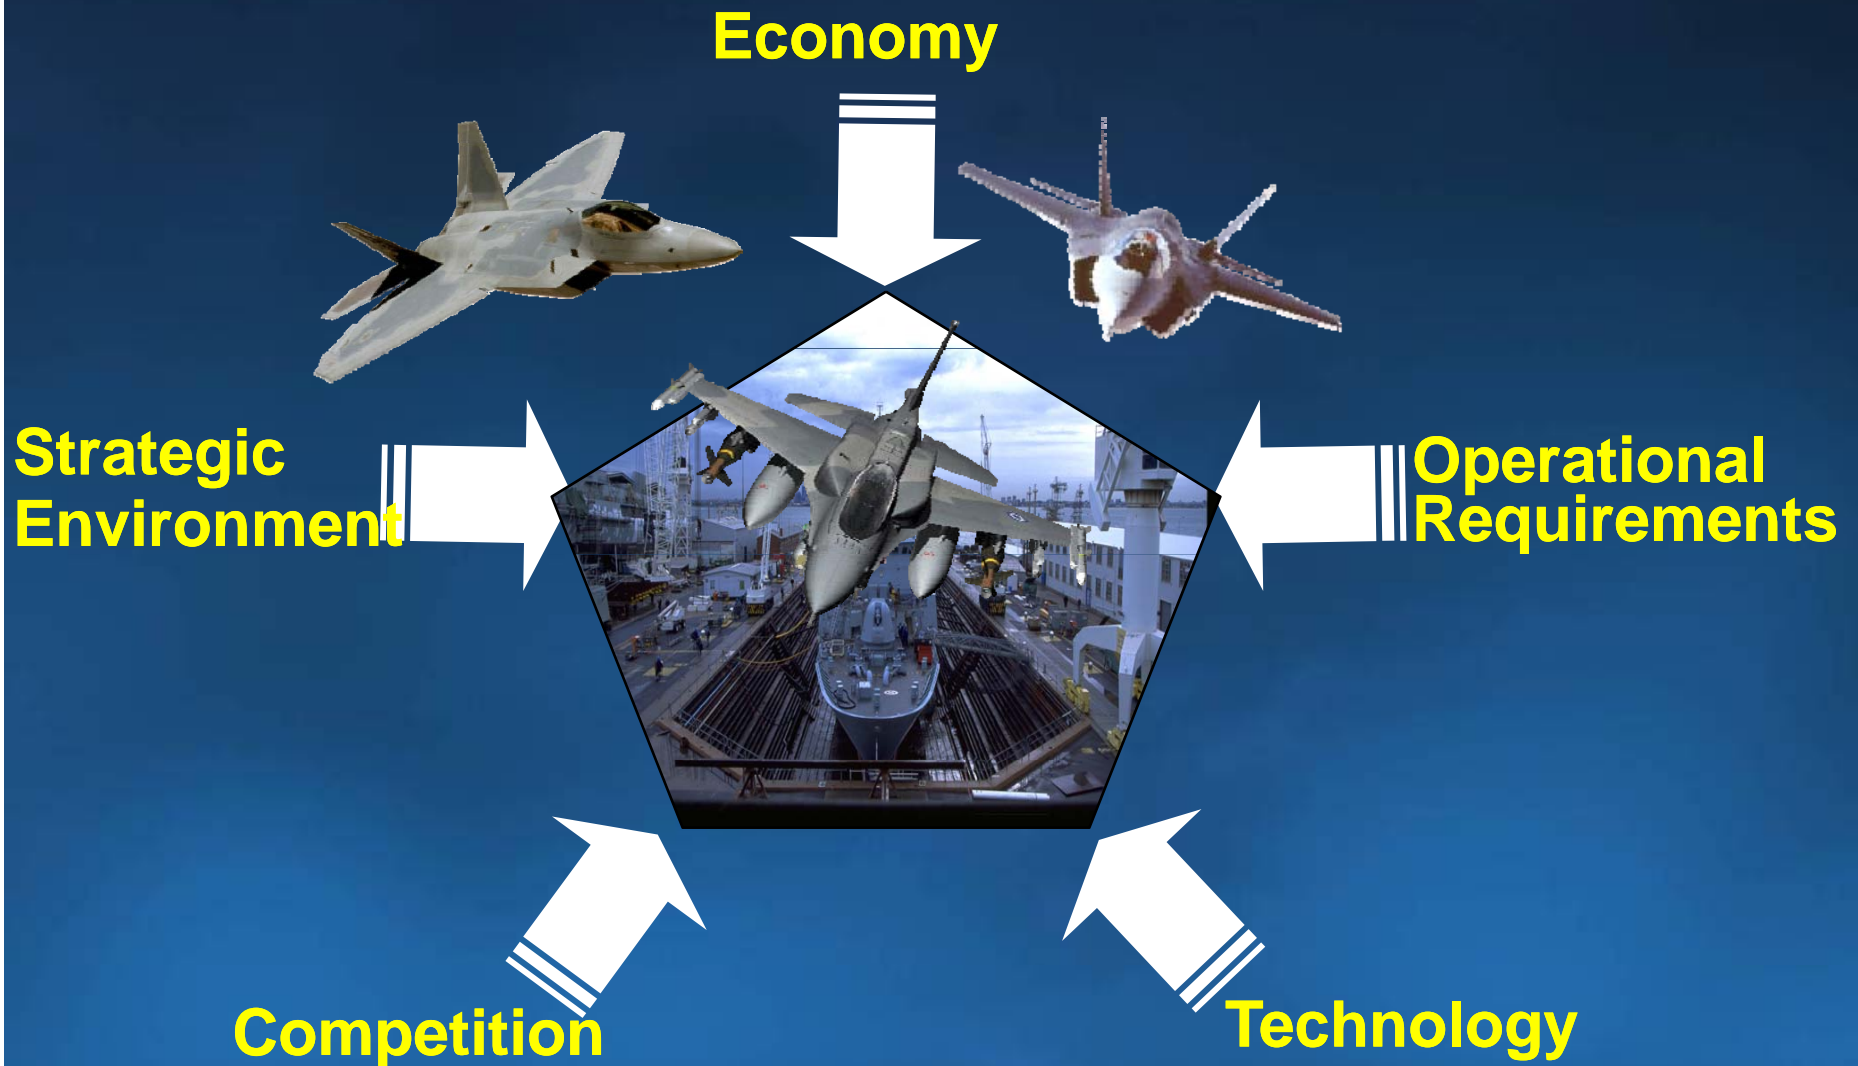 Economy
Strategic
Environment
Operational
Requirements
Competition
Technology